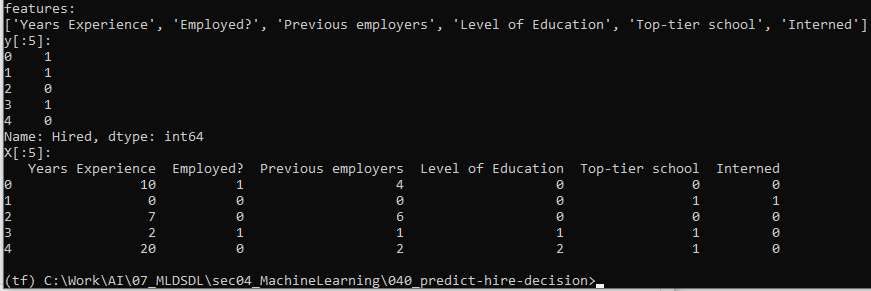 features:
['Years Experience', 'Employed?', 'Previous employers', 'Level of Education', 'Top-tier school', 'Interned']
y[:5]:
0    1
1    1
2    0
3    1
4    0
Name: Hired, dtype: int64
X[:5]:
   Years Experience  Employed?  Previous employers  Level of Education  Top-tier school  Interned
0                10          1                   4                   0                0         0
1                 0          0                   0                   0                1         1
2                 7          0                   6                   0                0         0
3                 2          1                   1                   1                1         0
4                20          0                   2                   2                1         0
(tf) C:\Work\AI\07_MLDSDL\sec04_MachineLearning\040_predict-hire-decision>